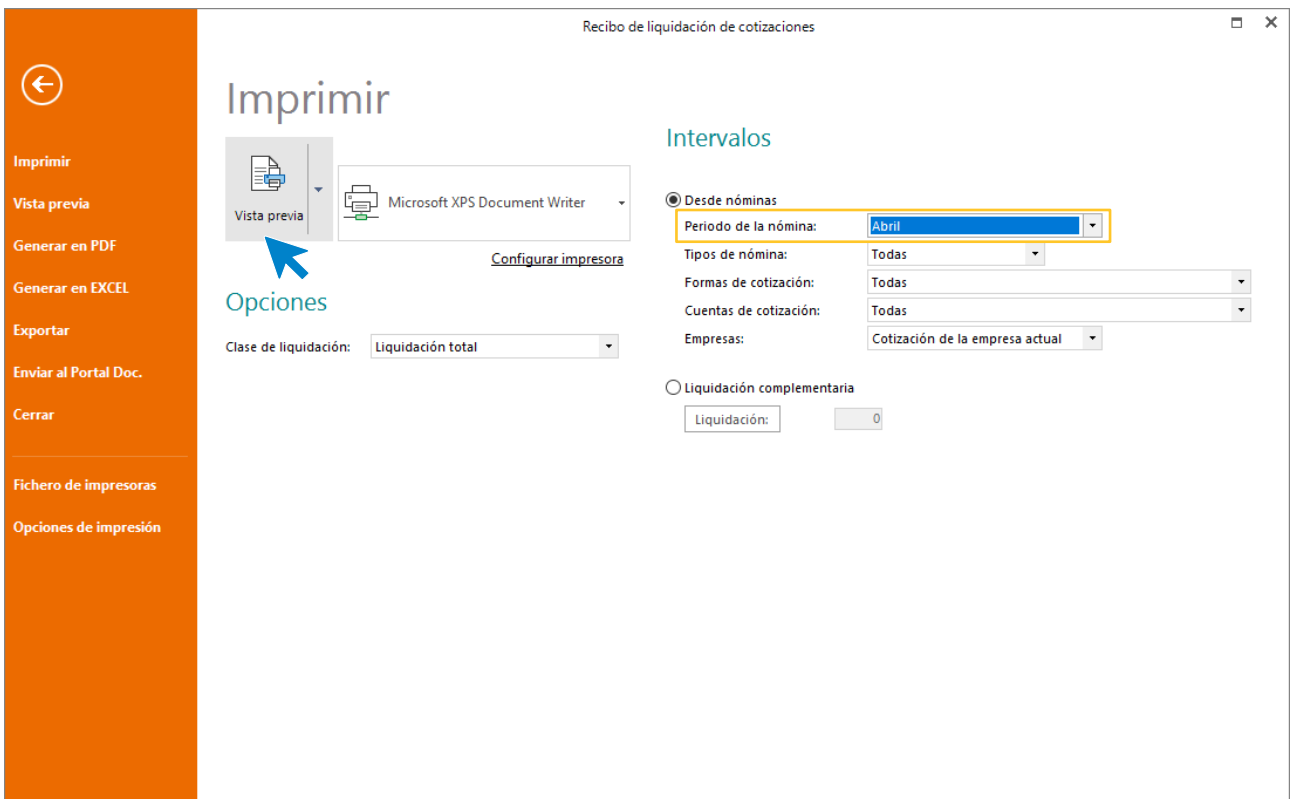 Recibo de liquidación de cotizaciones
Imprimir
Vista previa
Generar en PDF
Generar en EXCEL
Exportar
Enviar al Portal Doc.
Cerrar
Fichero de impresoras
Opciones de impresión
Imprimir
Vista previa
Microsoft XPS Document Writer
Configurar impresora
Opciones
Clase de liquidación: Liquidación total
Intervalos
Desde nóminas
Periodo de la nómina: Abril
Tipos de nómina: Todas
Formas de cotización: Todas
Cuentas de cotización: Todas
Empresas: Cotización de la empresa actual
Liquidación complementaria
Liquidación: 0